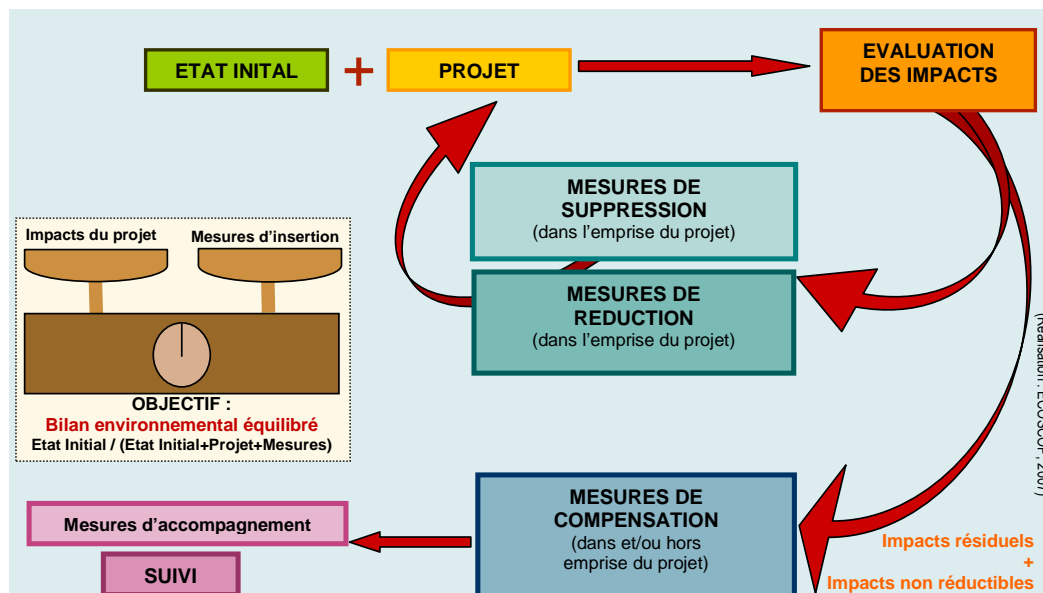 ETAT INITAL
+
PROJET
EVALUATION
DES IMPACTS
MESURES DE
SUPPRESSION
(dans l'emprise du projet)
MESURES DE
REDUCTION
(dans l'emprise du projet)
Impacts du projet
Mesures d'insertion
OBJECTIF :
Bilan environnemental équilibré
Etat Initial / (Etat Initial+Projet+Mesures)
MESURES DE
COMPENSATION
(dans et/ou hors
emprise du projet)
Mesures d'accompagnement
SUIVI
Impacts résiduels
+
Impacts non réductibles
2007)